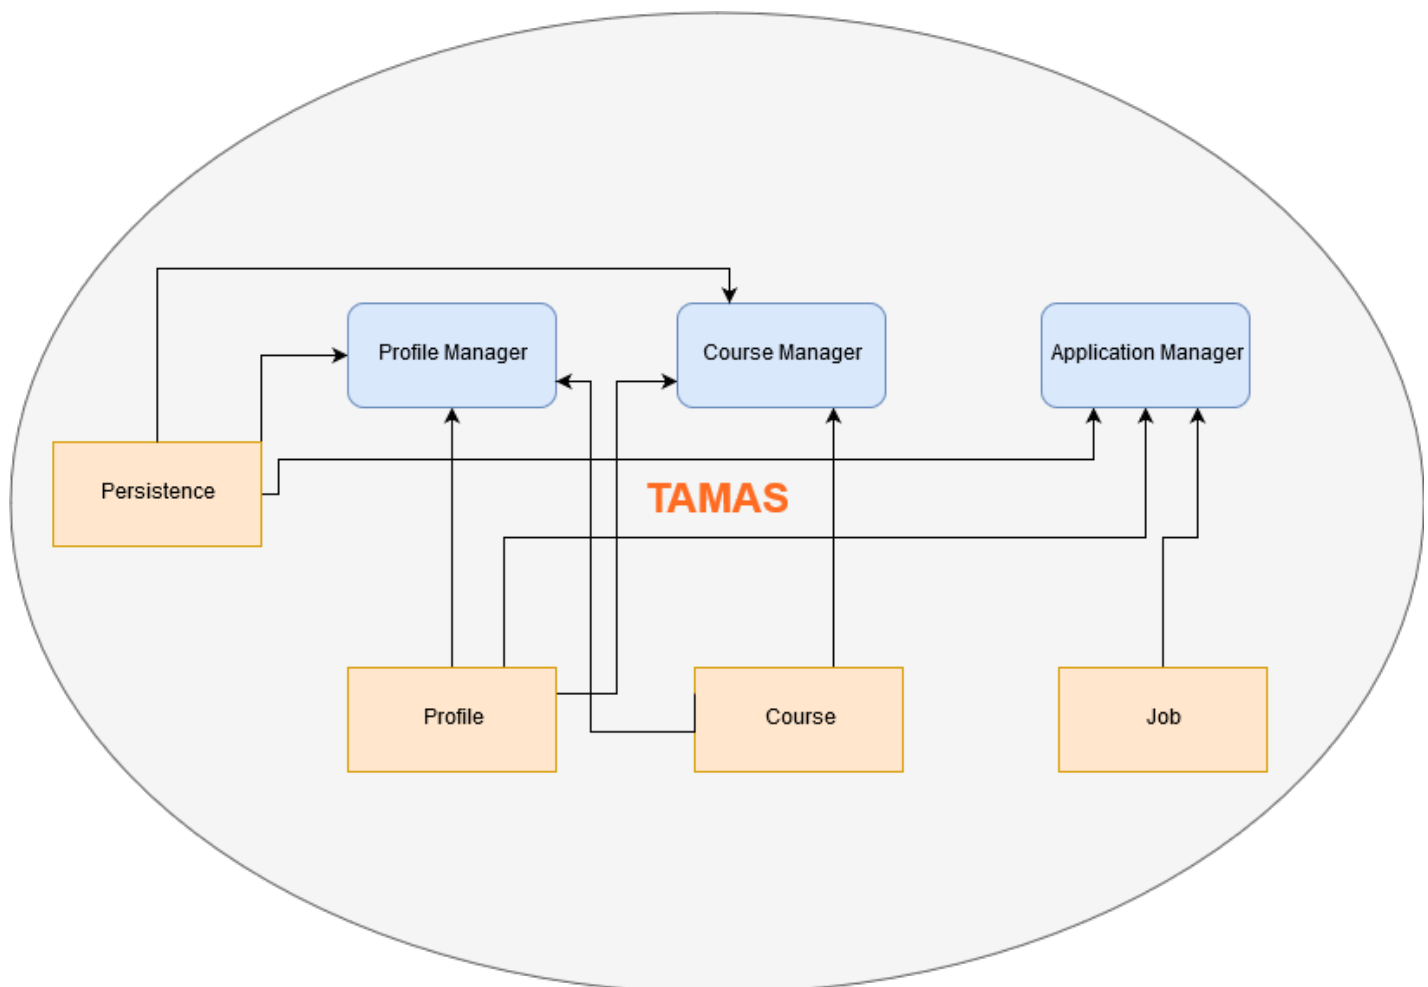 Profile Manager
Course Manager
Application Manager
Persistence
TAMAS
Profile
Course
Job